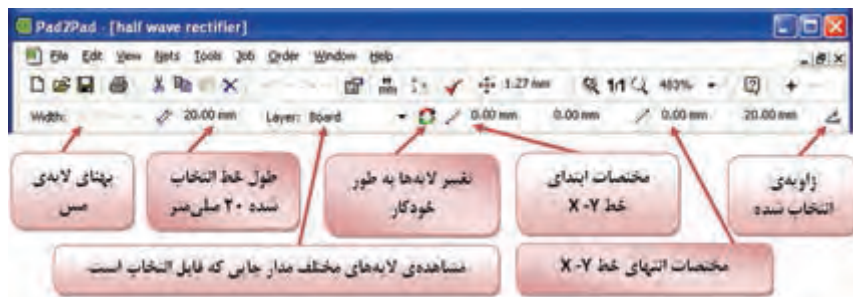 Pad2Pad - [half wave rectifier]
File Edit View Nets Tools Job Order Window Help
1.27 mm 1/1 483%
Width: 20.00 mm Layer: Board 0.00 mm 0.00 mm 0.00 mm 20.00 mm
پهنای لایه‌ی
مس
طول خط انتخاب
شده ۲۰ میلی‌متر
تغییر لایه‌ها به طور
خودکار
مختصات ابتدای
خط X-Y
زاویه‌ی
انتخاب شده
مشاهده‌ی لایه‌های مختلف مدار چاپی که قابل انتخاب است
مختصات انتهای خط X-Y